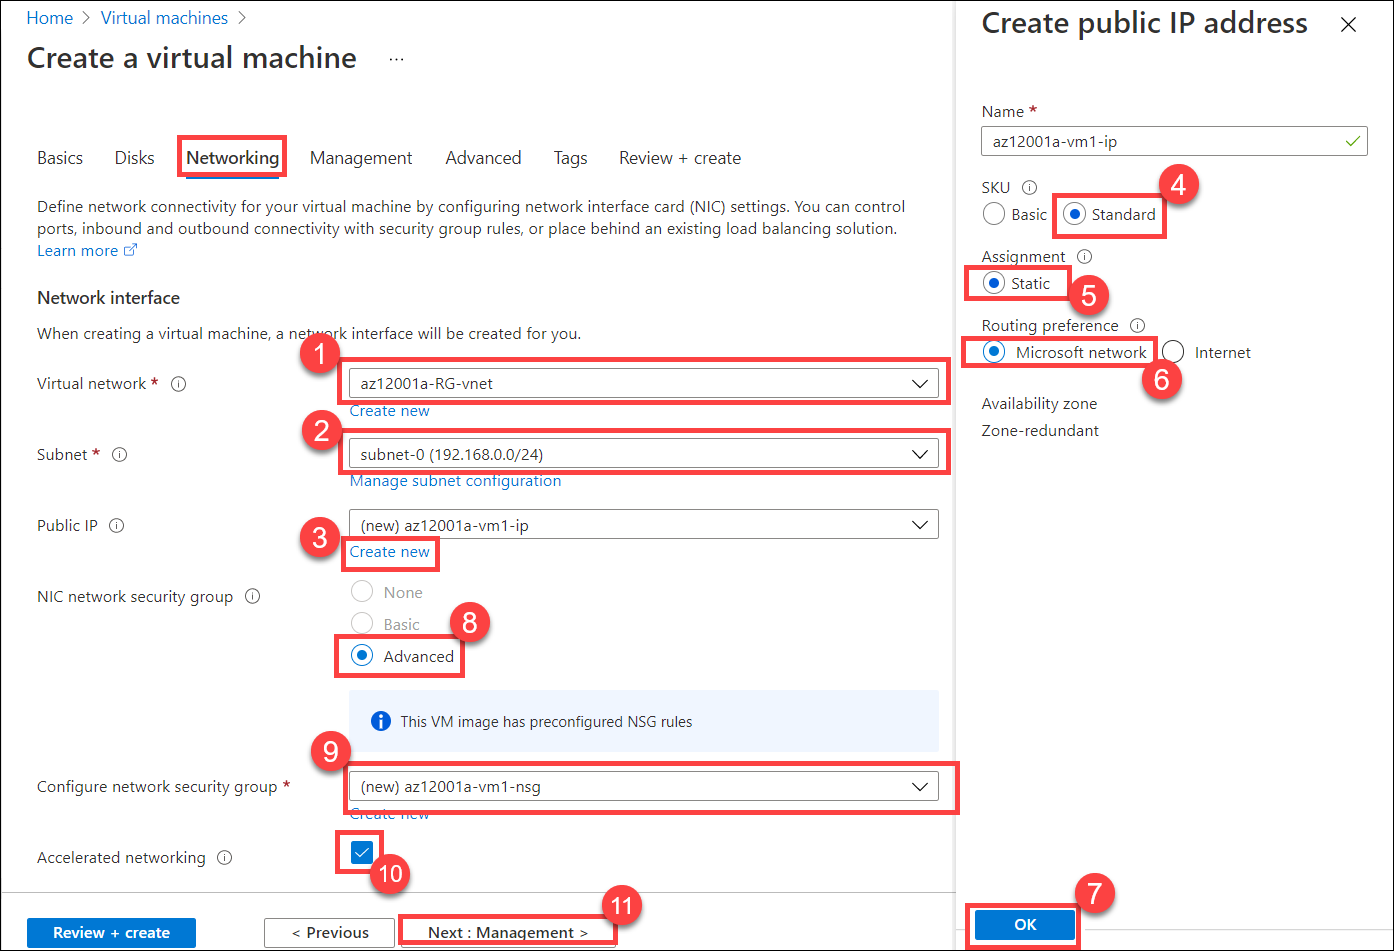 Home > Virtual machines >
Create a virtual machine ...
Basics Disks Networking Management Advanced Tags Review + create
Define network connectivity for your virtual machine by configuring network interface card (NIC) settings. You can control
ports, inbound and outbound connectivity with security group rules, or place behind an existing load balancing solution.
Learn more
Network interface
When creating a virtual machine, a network interface will be created for you.
1
Virtual network *
az12001a-RG-vnet
Create new
2
Subnet *
subnet-0 (192.168.0.0/24)
Manage subnet configuration
Public IP
(new) az12001a-vm1-ip
3
Create new
NIC network security group
None
Basic
8
Advanced
This VM image has preconfigured NSG rules
9
Configure network security group *
(new) az12001a-vm1-nsg
Create new
Accelerated networking
10
Review + create
< Previous
Next : Management >
11
Create public IP address
Name *
az12001a-vm1-ip
SKU
4
Basic
Standard
Assignment
Static
5
Routing preference
Microsoft network
Internet
6
Availability zone
Zone-redundant
7
OK